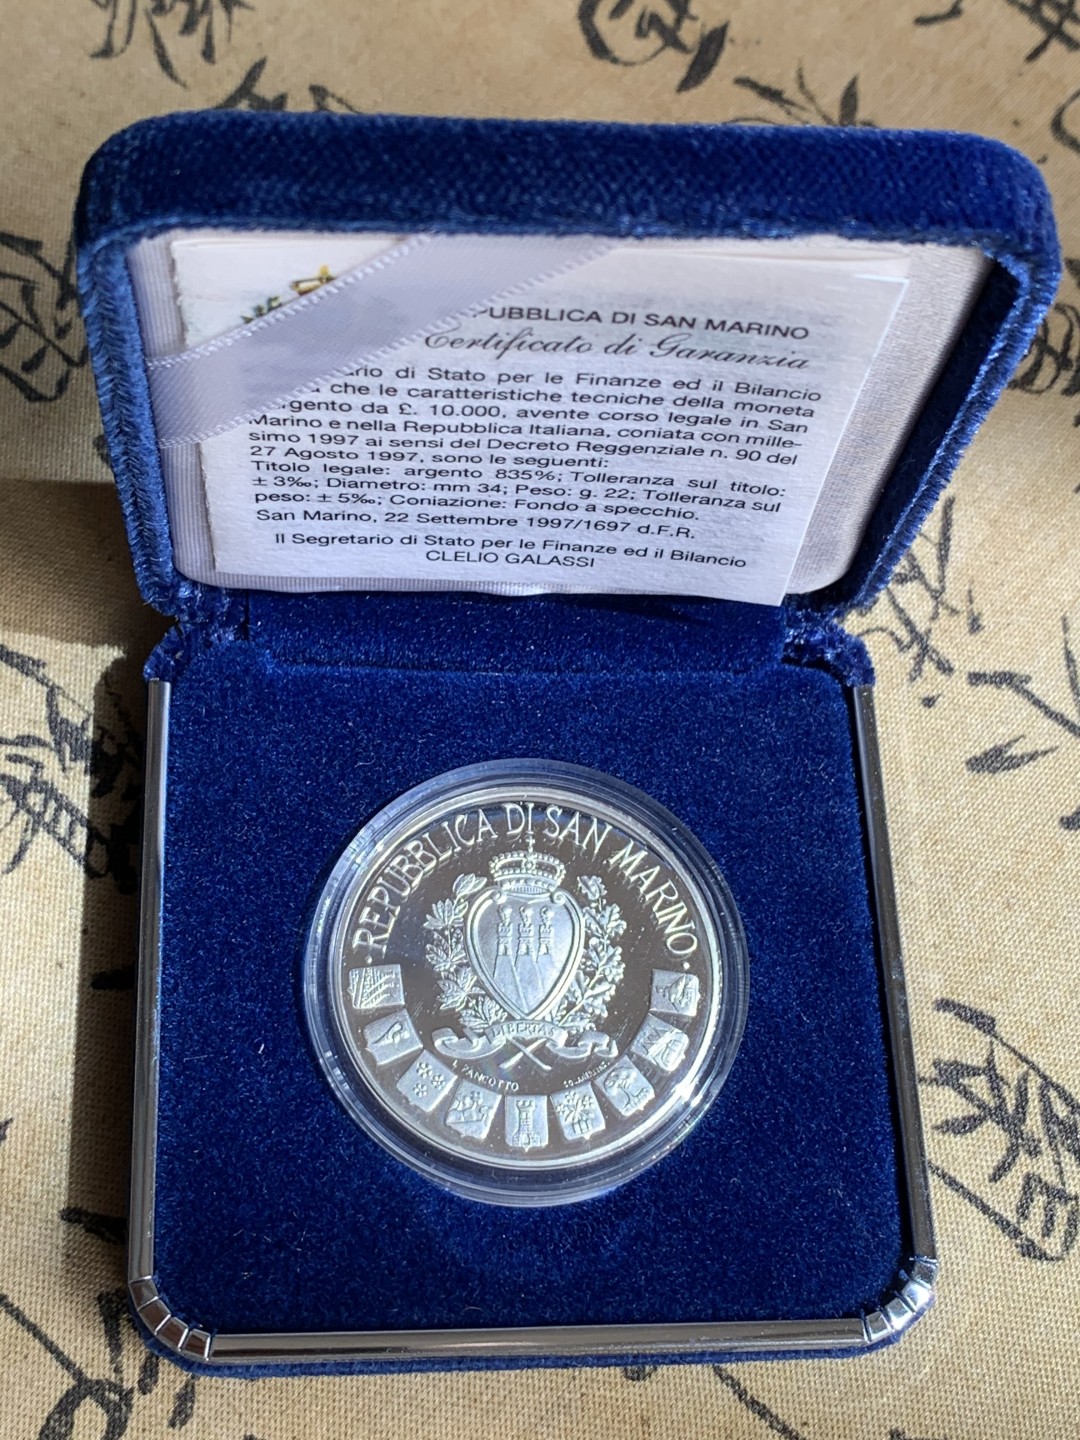 PUBBLICA DI SAN MARINO
Certificato di Garanzia
di Stato per le Finanze ed il Bilancio
che le caratteristiche tecniche della moneta
argento da £. 10.000, avente corso legale in San
Marino e nella Repubblica Italiana, coniata con mille-
simo 1997 ai sensi del Decreto Reggenziale n. 90 del
27 Agosto 1997, sono le seguenti:
Titolo legale: argento 835%; Tolleranza sul titolo:
± 3‰; Diametro: mm 34; Peso: g. 22; Tolleranza sul
peso: ± 5‰; Coniazione: Fondo a specchio.
San Marino, 22 Settembre 1997/1697 d.F.R.
Il Segretario di Stato per le Finanze ed il Bilancio
CLELIO GALASSI
· REPUBBLICA DI SAN MARINO ·
LIBERTAS
PANCOTTO